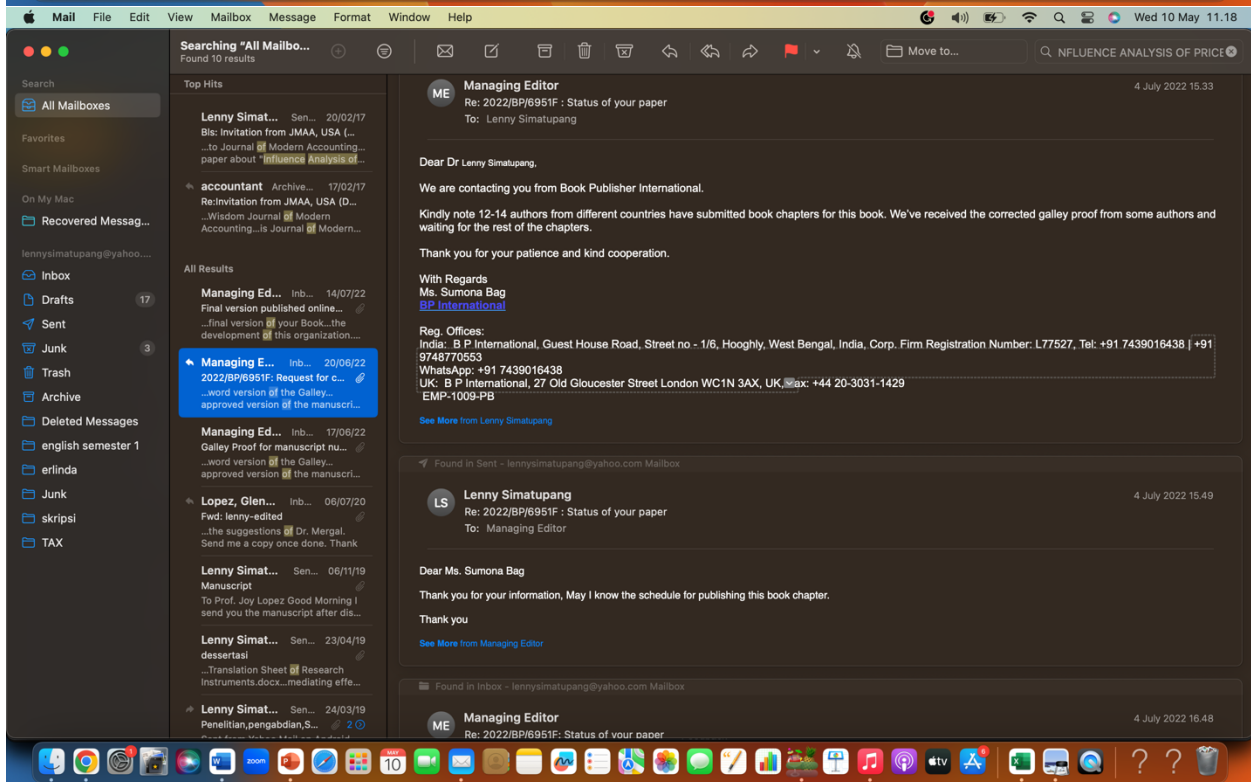 Mail File Edit View Mailbox Message Format Window Help Wed 10 May 11.18
Searching "All Mailbo...
Found 10 results
Move to...
NFLUENCE ANALYSIS OF PRICE
Search
All Mailboxes
Favorites
Smart Mailboxes
On My Mac
Recovered Messag...
lennysimatupang@yahoo....
Inbox
Drafts 17
Sent
Junk 3
Trash
Archive
Deleted Messages
english semester 1
erlinda
Junk
skripsi
TAX
Top Hits
Lenny Simat... Sen... 20/02/17
Bls: Invitation from JMAA, USA (...
...to Journal of Modern Accounting...
paper about "Influence Analysis of...
accountant Archive... 17/02/17
Re:Invitation from JMAA, USA (D...
...Wisdom Journal of Modern
Accounting...is Journal of Modern...
All Results
Managing Ed... Inb... 14/07/22
Final version published online...
...final version of your Book...the
development of this organization....
Managing E... Inb... 20/06/22
2022/BP/6951F: Request for c...
...word version of the Galley...
approved version of the manuscri...
Managing Ed... Inb... 17/06/22
Galley Proof for manuscript nu...
...word version of the Galley...
approved version of the manuscri...
Lopez, Glen... Inb... 06/07/20
Fwd: lenny-edited
...the suggestions of Dr. Mergal.
Send me a copy once done. Thank
Lenny Simat... Sen... 06/11/19
Manuscript
To Prof. Joy Lopez Good Morning I
send you the manuscript after dis...
Lenny Simat... Sen... 23/04/19
dessertasi
...Translation Sheet of Research
Instruments.docx...mediating effe...
Lenny Simat... Sen... 24/03/19
Penelitian,pengabdian,S... 2
Sent from Yahoo Mail on Android
ME
Managing Editor 4 July 2022 15.33
Re: 2022/BP/6951F : Status of your paper
To: Lenny Simatupang
Dear Dr Lenny Simatupang,
We are contacting you from Book Publisher International.
Kindly note 12-14 authors from different countries have submitted book chapters for this book. We've received the corrected galley proof from some authors and
waiting for the rest of the chapters.
Thank you for your patience and kind cooperation.
With Regards
Ms. Sumona Bag
BP International
Reg. Offices:
India: B P International, Guest House Road, Street no - 1/6, Hooghly, West Bengal, India, Corp. Firm Registration Number: L77527, Tel: +91 7439016438 | +91
9748770553
WhatsApp: +91 7439016438
UK: B P International, 27 Old Gloucester Street London WC1N 3AX, UK, ax: +44 20-3031-1429
EMP-1009-PB
See More from Lenny Simatupang
Found in Sent - lennysimatupang@yahoo.com Mailbox
LS
Lenny Simatupang 4 July 2022 15.49
Re: 2022/BP/6951F : Status of your paper
To: Managing Editor
Dear Ms. Sumona Bag
Thank you for your information, May I know the schedule for publishing this book chapter.
Thank you
See More from Managing Editor
Found in Inbox - lennysimatupang@yahoo.com Mailbox
ME
Managing Editor 4 July 2022 16.48
Re: 2022/BP/6951F: Status of your paper
zoom
MAY
10
tv